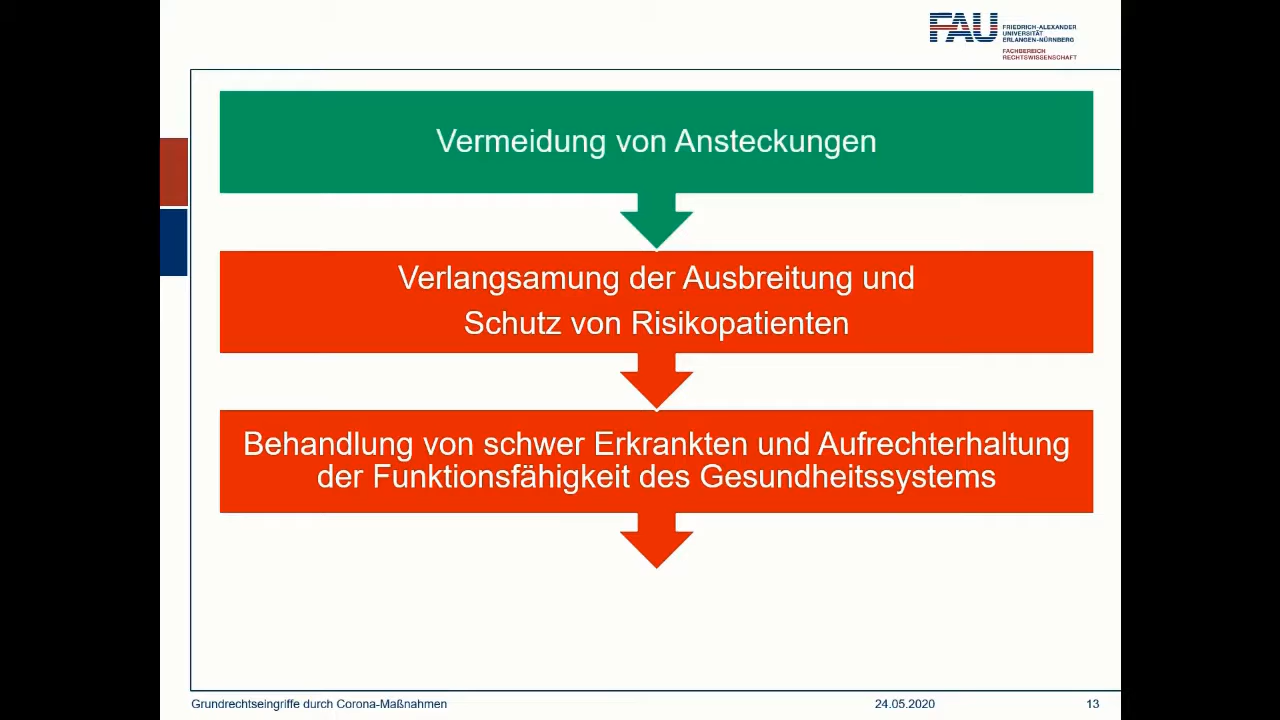 FAU
FRIEDRICH-ALEXANDER
UNIVERSITÄT
ERLANGEN-NÜRNBERG
FACHBEREICH
RECHTSWISSENSCHAFT
Vermeidung von Ansteckungen
Verlangsamung der Ausbreitung und
Schutz von Risikopatienten
Behandlung von schwer Erkrankten und Aufrechterhaltung
der Funktionsfähigkeit des Gesundheitssystems
Grundrechtseingriffe durch Corona-Maßnahmen
24.05.2020
13